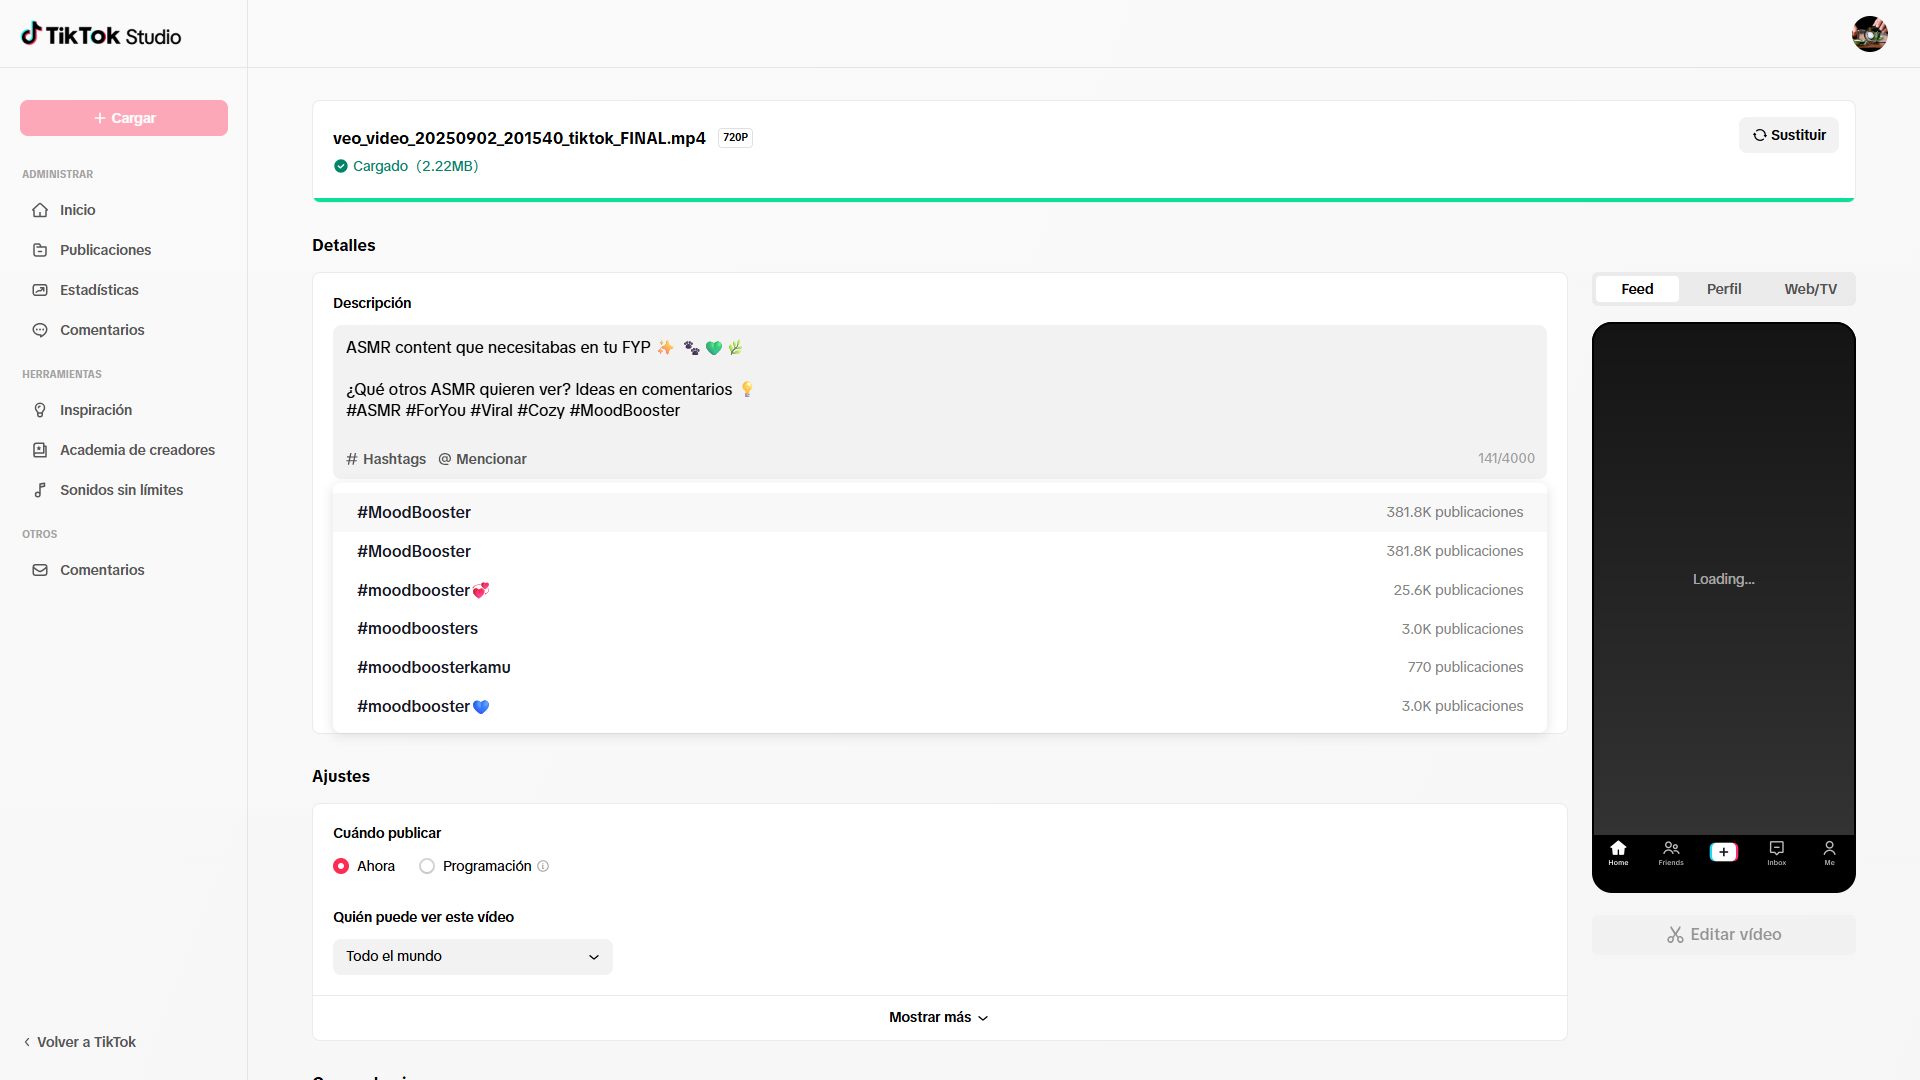 TikTok Studio
+ Cargar
ADMINISTRAR
Inicio
Publicaciones
Estadísticas
Comentarios
HERRAMIENTAS
Inspiración
Academia de creadores
Sonidos sin límites
OTROS
Comentarios
Volver a TikTok
veo_video_20250902_201540_tiktok_FINAL.mp4 720P
Cargado (2.22MB)
Sustituir
Detalles
Descripción
ASMR content que necesitabas en tu FYP ✨ 🐾 💚 🌿
¿Qué otros ASMR quieren ver? Ideas en comentarios 💡
#ASMR #ForYou #Viral #Cozy #MoodBooster
# Hashtags @ Mencionar 141/4000
#MoodBooster 381.8K publicaciones
#MoodBooster 381.8K publicaciones
#moodbooster💞 25.6K publicaciones
#moodboosters 3.0K publicaciones
#moodboosterkamu 770 publicaciones
#moodbooster💙 3.0K publicaciones
Ajustes
Cuándo publicar
Ahora Programación
Quién puede ver este vídeo
Todo el mundo
Mostrar más
Feed Perfil Web/TV
Loading...
Home Friends Inbox Me
Editar vídeo